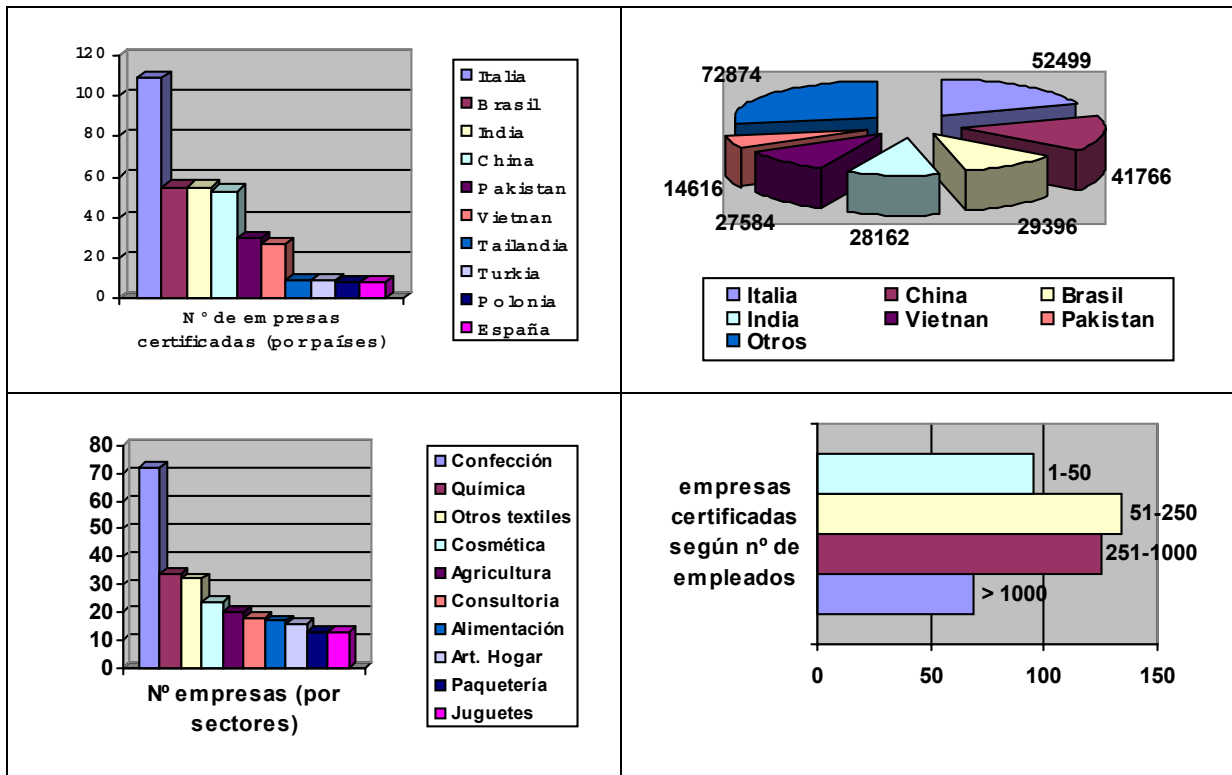 120
100
80
60
40
20
0
Nº de empresas
certificadas (por países)
Italia
Brasil
India
China
Pakistan
Vietnan
Tailandia
Turkia
Polonia
España
72874
52499
14616
41766
27584
28162
29396
Italia China Brasil
India Vietnan Pakistan
Otros
80
70
60
50
40
30
20
10
0
Nº empresas (por
sectores)
Confección
Química
Otros textiles
Cosmética
Agricultura
Consultoria
Alimentación
Art. Hogar
Paquetería
Juguetes
empresas
certificadas
según nº de
empleados
1-50
51-250
251-1000
> 1000
0 50 100 150